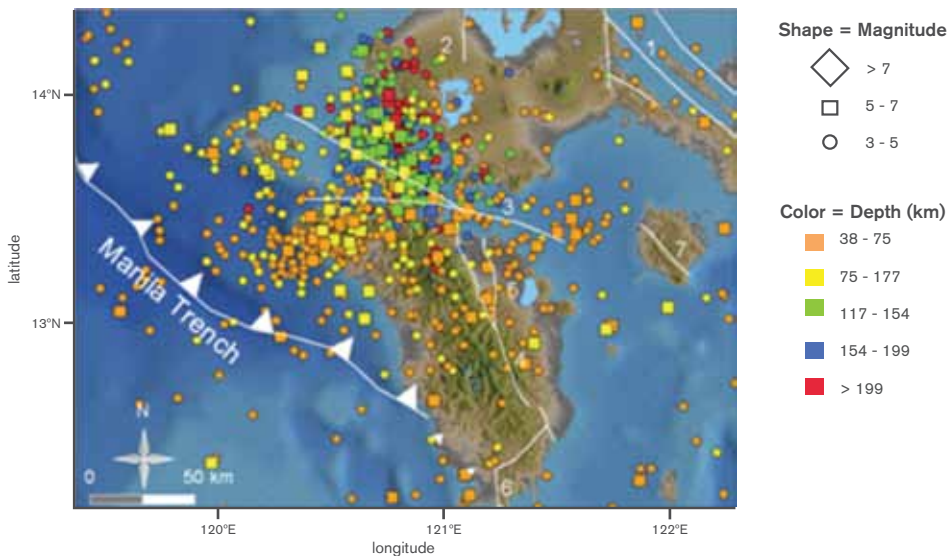 2
1
14°N
3
Manila Trench
7
5
13°N
4
N
0 50 km
6
120°E
121°E
122°E
latitude
longitude
Shape = Magnitude
> 7
5 - 7
3 - 5
Color = Depth (km)
38 - 75
75 - 177
117 - 154
154 - 199
> 199